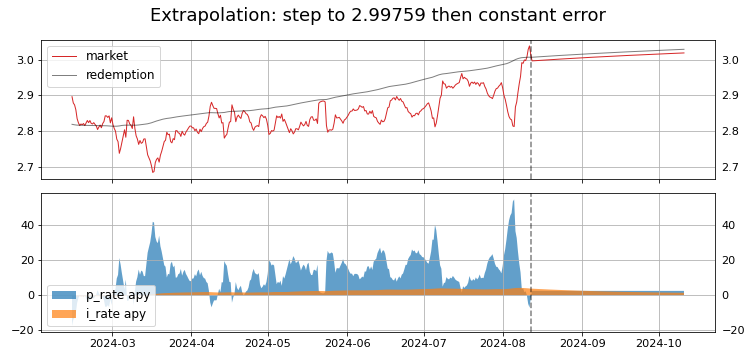 Extrapolation: step to 2.99759 then constant error
market
redemption
3.0 3.0
2.9 2.9
2.8 2.8
2.7 2.7
40 40
20 20
0 0
−20 −20
p_rate apy
i_rate apy
2024-03 2024-04 2024-05 2024-06 2024-07 2024-08 2024-09 2024-10